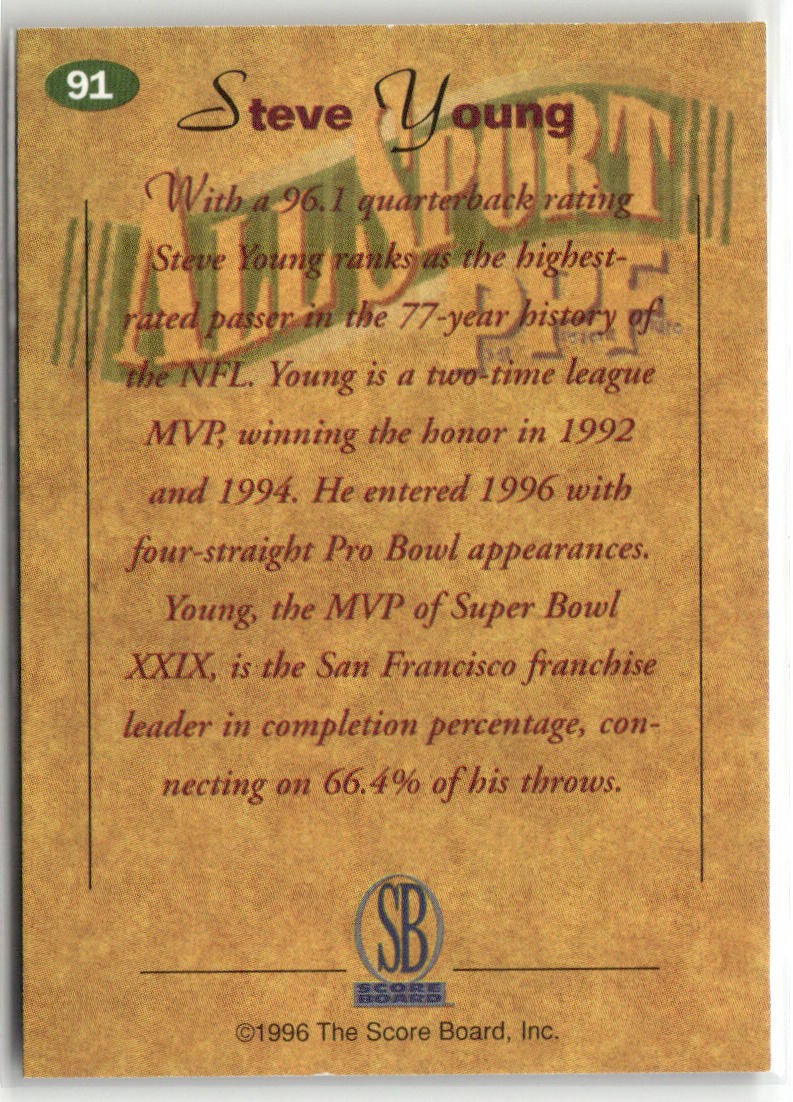 91
Steve Young
ALL SPORT
PPF
With a 96.1 quarterback rating
Steve Young ranks as the highest-
rated passer in the 77-year history of
the NFL. Young is a two-time league
MVP, winning the honor in 1992
and 1994. He entered 1996 with
four-straight Pro Bowl appearances.
Young, the MVP of Super Bowl
XXIX, is the San Francisco franchise
leader in completion percentage, con-
necting on 66.4% of his throws.
SB
SCORE
BOARD
©1996 The Score Board, Inc.